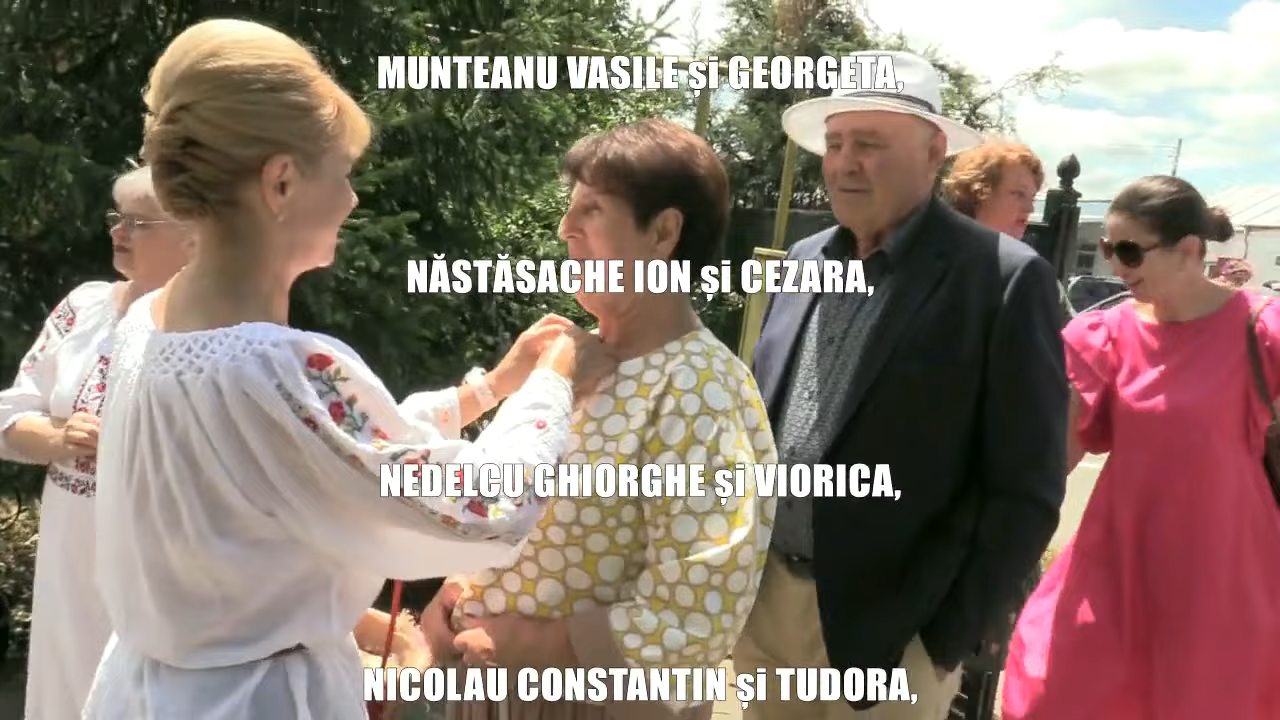 MUNTEANU VASILE și GEORGETA,
NĂSTĂSACHE ION și CEZARA,
NEDELCU GHIORGHE și VIORICA,
NICOLAU CONSTANTIN și TUDORA,